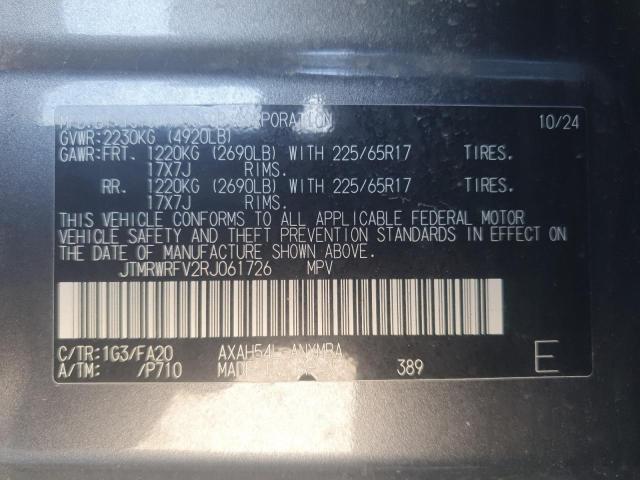 CORPORATION 10/24
GVWR:2230KG (4920LB)
GAWR:FRT. 1220KG (2690LB) WITH 225/65R17 TIRES.
17X7J RIMS.
RR. 1220KG (2690LB) WITH 225/65R17 TIRES.
17X7J RIMS.
THIS VEHICLE CONFORMS TO ALL APPLICABLE FEDERAL MOTOR
VEHICLE SAFETY AND THEFT PREVENTION STANDARDS IN EFFECT ON
THE DATE OF MANUFACTURE SHOWN ABOVE.
JTMRWRFV2RJ061726 MPV
C/TR:1G3/FA20 AXAH54L-ANXMBA
A/TM: /P710 MADE 389
E